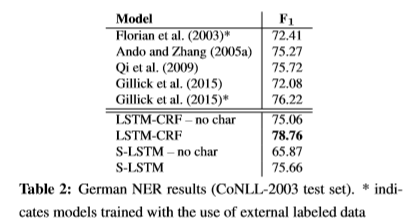 Model F1
Florian et al. (2003)* 72.41
Ando and Zhang (2005a) 75.27
Qi et al. (2009) 75.72
Gillick et al. (2015) 72.08
Gillick et al. (2015)* 76.22
LSTM-CRF – no char 75.06
LSTM-CRF 78.76
S-LSTM – no char 65.87
S-LSTM 75.66
Table 2: German NER results (CoNLL-2003 test set). * indi-
cates models trained with the use of external labeled data